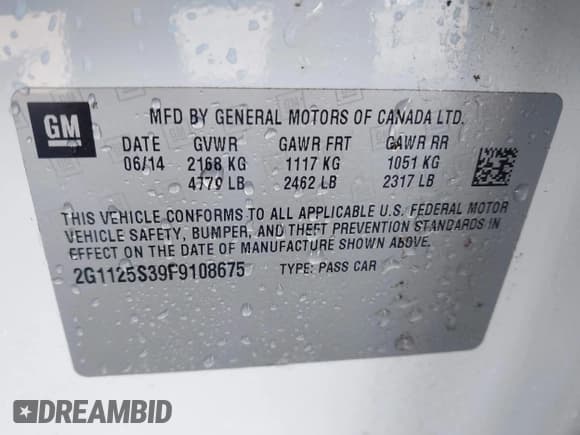 GM
MFD BY GENERAL MOTORS OF CANADA LTD.
DATE GVWR GAWR FRT GAWR RR
06/14 2168 KG 1117 KG 1051 KG
4779 LB 2462 LB 2317 LB
THIS VEHICLE CONFORMS TO ALL APPLICABLE U.S. FEDERAL MOTOR
VEHICLE SAFETY, BUMPER, AND THEFT PREVENTION STANDARDS IN
EFFECT ON THE DATE OF MANUFACTURE SHOWN ABOVE.
2G1125S39F9108675 TYPE: PASS CAR
DREAMBID